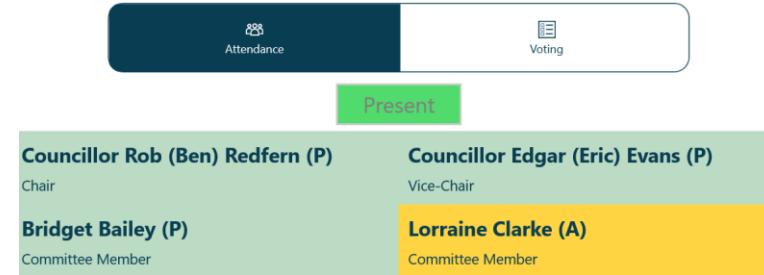 Attendance
Voting
Present
Councillor Rob (Ben) Redfern (P)
Chair
Councillor Edgar (Eric) Evans (P)
Vice-Chair
Bridget Bailey (P)
Committee Member
Lorraine Clarke (A)
Committee Member